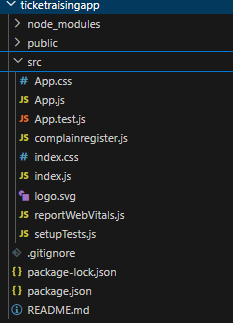 ticketraisingapp
node_modules
public
src
# App.css
JS App.js
JS App.test.js
JS complainregister.js
# index.css
JS index.js
logo.svg
JS reportWebVitals.js
JS setupTests.js
.gitignore
{} package-lock.json
{} package.json
README.md